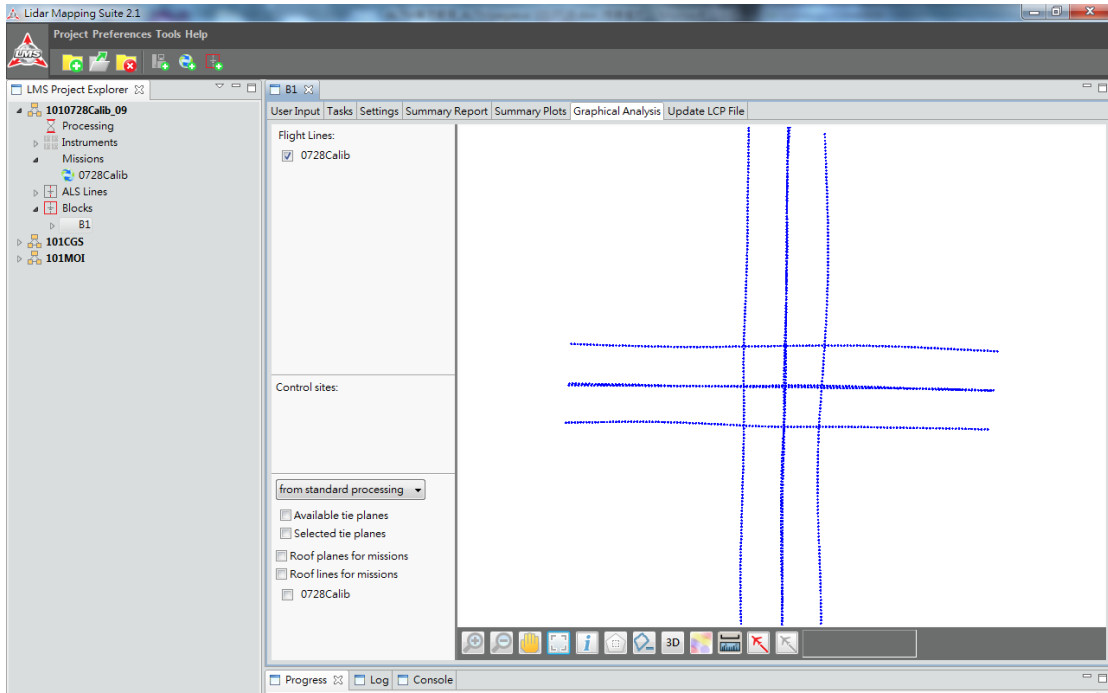 Lidar Mapping Suite 2.1
Project Preferences Tools Help
LMS
LMS Project Explorer
B1
1010728Calib_09
Processing
Instruments
Missions
0728Calib
ALS Lines
Blocks
B1
101CGS
101MOI
User Input Tasks Settings Summary Report Summary Plots Graphical Analysis Update LCP File
Flight Lines:
0728Calib
Control sites:
from standard processing
Available tie planes
Selected tie planes
Roof planes for missions
Roof lines for missions
0728Calib
i 3D
Progress Log Console